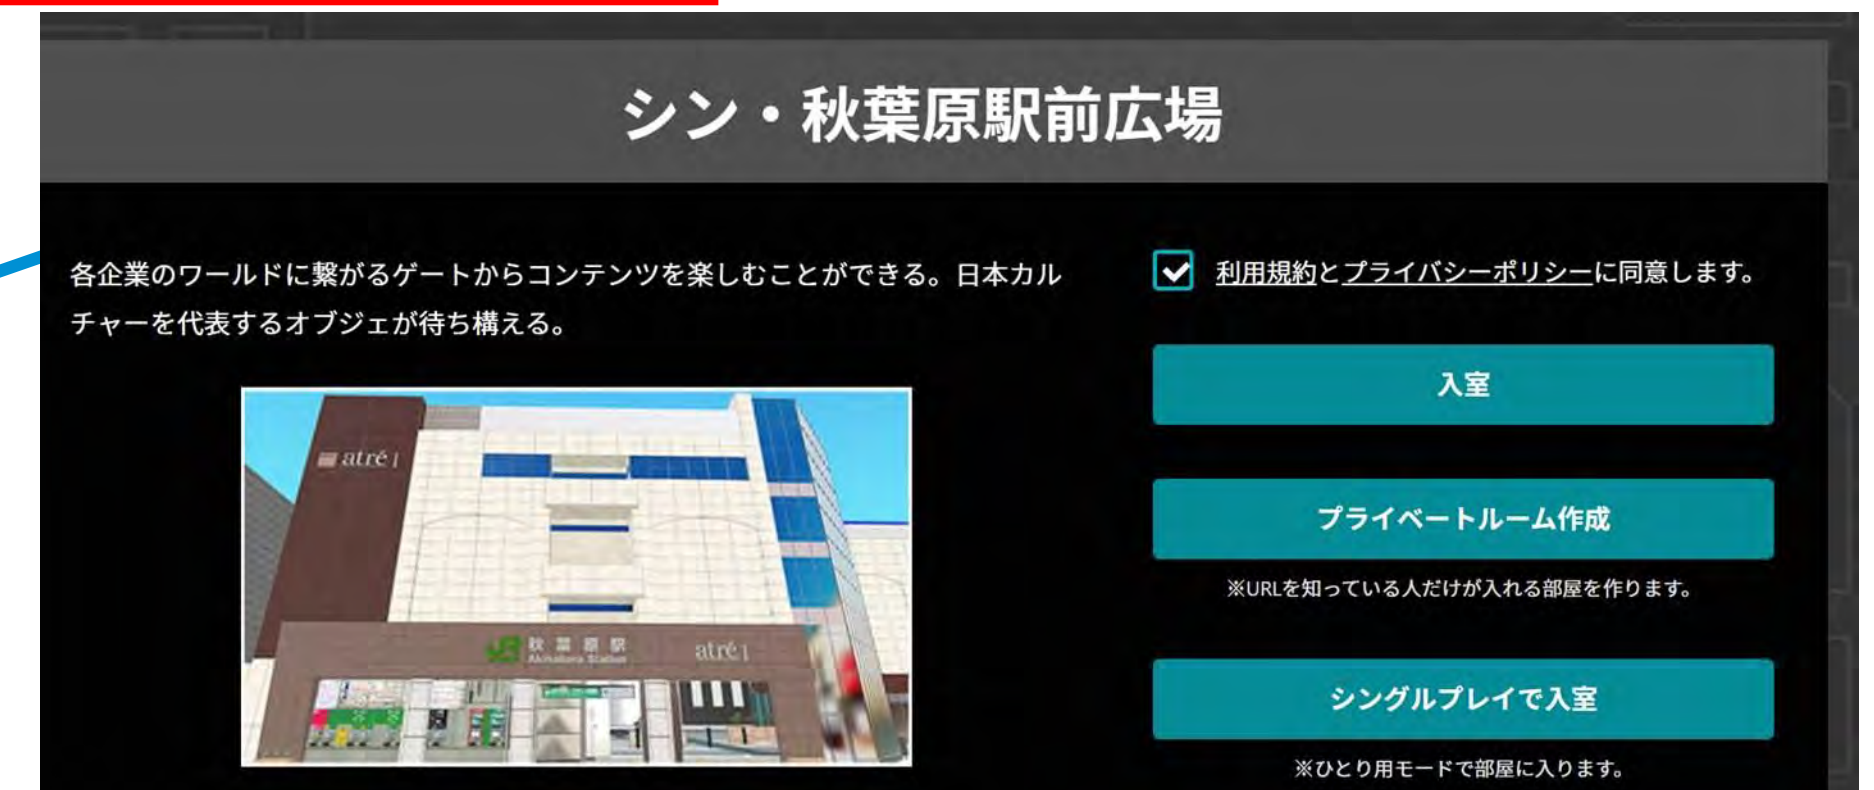 シン・秋葉原駅前広場
各企業のワールドに繋がるゲートからコンテンツを楽しむことができる。日本カル
チャーを代表するオブジェが待ち構える。
atré 1
JR 秋葉原駅
Akihabara Station
atré 1
利用規約とプライバシーポリシーに同意します。
入室
プライベートルーム作成
※URLを知っている人だけが入れる部屋を作ります。
シングルプレイで入室
※ひとり用モードで部屋に入ります。